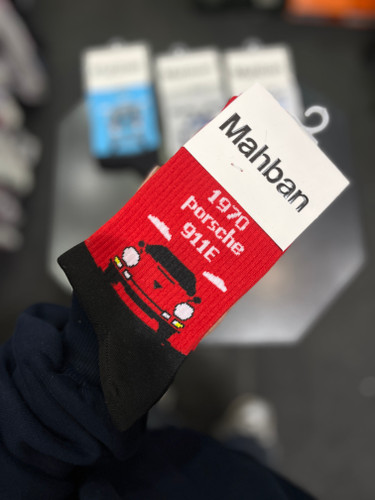 Mahban
1970
porsche
911E